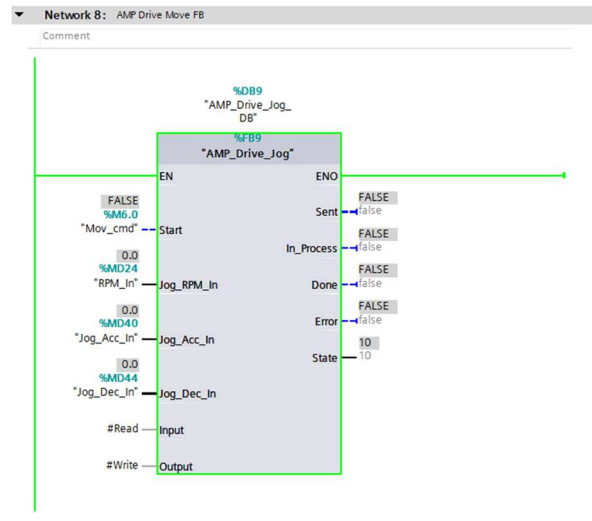 Network 8: AMP Drive Move FB
Comment
%DB9
"AMP_Drive_Jog_
DB"
%FB9
"AMP_Drive_Jog"
EN
ENO
FALSE
%M6.0
"Mov_cmd"
Start
0.0
%MD24
"RPM_In"
Jog_RPM_In
0.0
%MD40
"Jog_Acc_In"
Jog_Acc_In
0.0
%MD44
"Jog_Dec_In"
Jog_Dec_In
#Read
Input
#Write
Output
FALSE
Sent
false
FALSE
In_Process
false
FALSE
Done
false
FALSE
Error
false
10
State
10